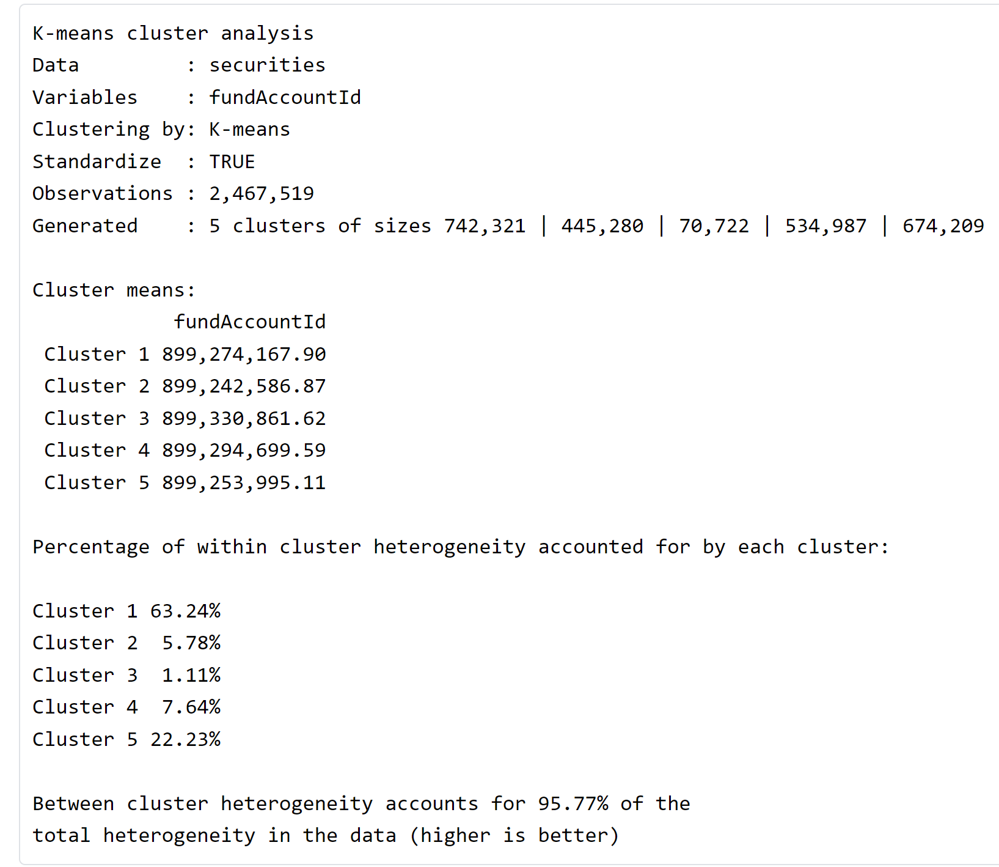 K-means cluster analysis
Data         : securities
Variables    : fundAccountId
Clustering by: K-means
Standardize  : TRUE
Observations : 2,467,519
Generated    : 5 clusters of sizes 742,321 | 445,280 | 70,722 | 534,987 | 674,209
Cluster means:
            fundAccountId
 Cluster 1 899,274,167.90
 Cluster 2 899,242,586.87
 Cluster 3 899,330,861.62
 Cluster 4 899,294,699.59
 Cluster 5 899,253,995.11
Percentage of within cluster heterogeneity accounted for by each cluster:
Cluster 1 63.24%
Cluster 2  5.78%
Cluster 3  1.11%
Cluster 4  7.64%
Cluster 5 22.23%
Between cluster heterogeneity accounts for 95.77% of the
total heterogeneity in the data (higher is better)